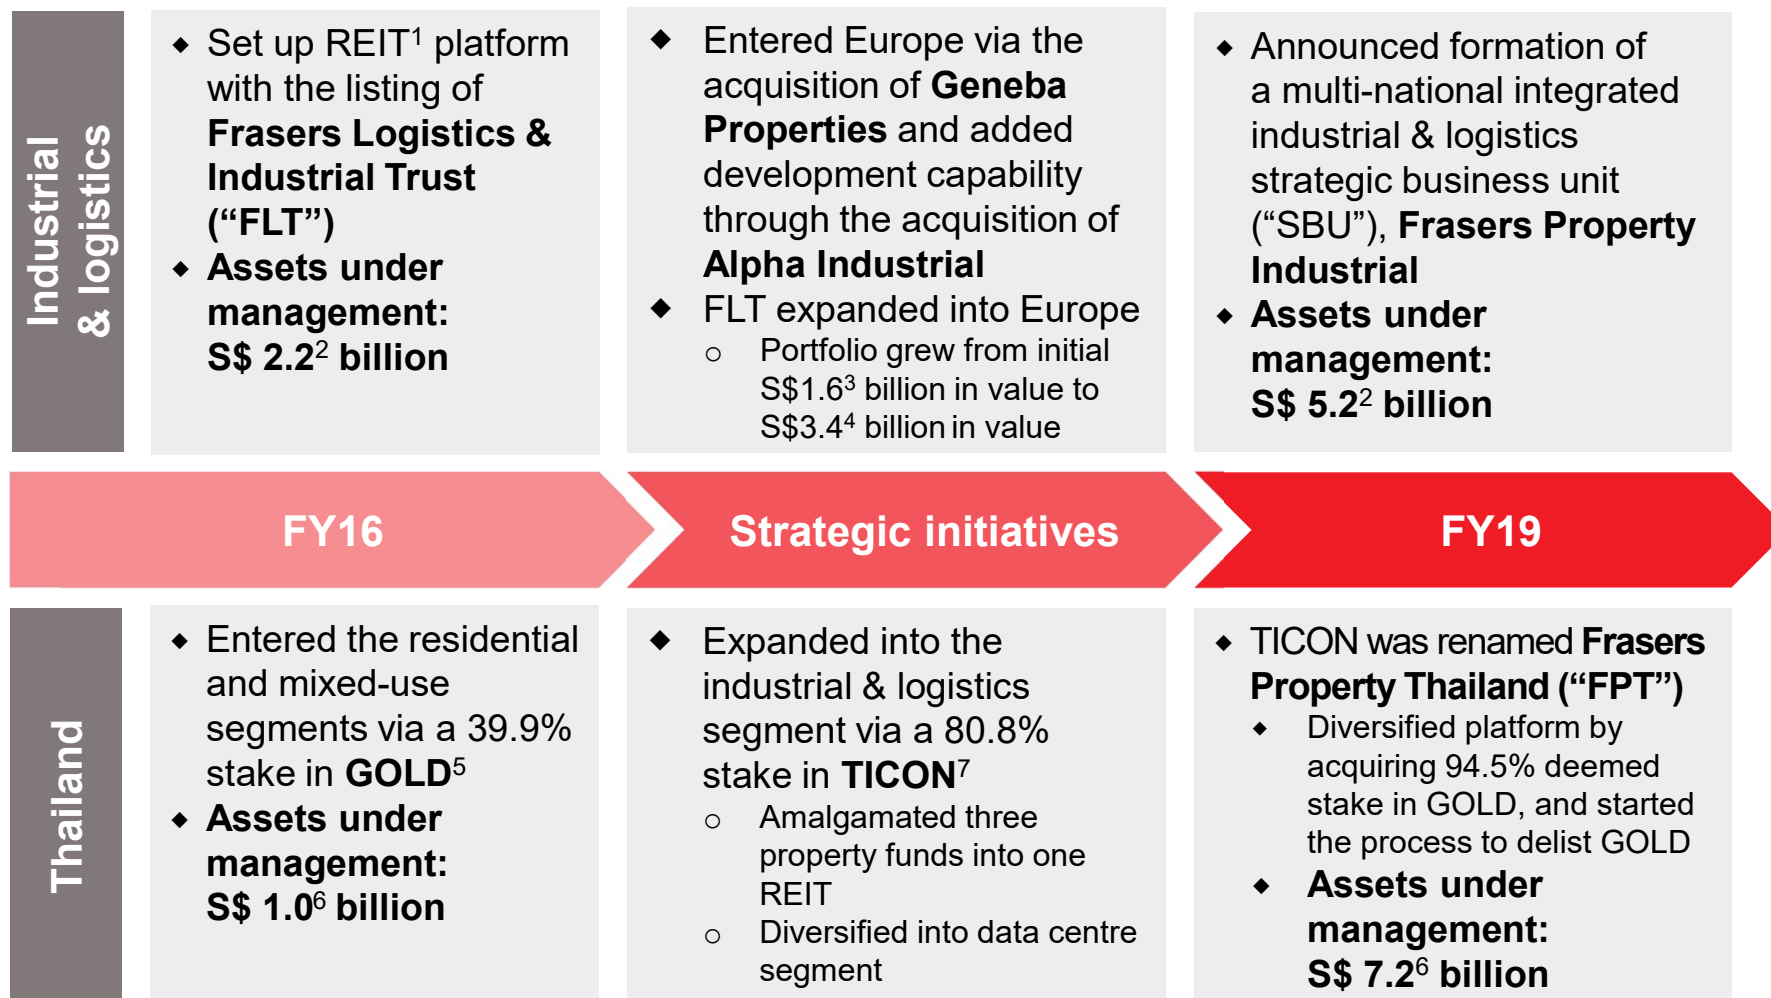 Industrial
& logistics
◆ Set up REIT¹ platform
with the listing of
Frasers Logistics &
Industrial Trust
(“FLT”)
◆ Assets under
management:
S$ 2.2² billion
◆ Entered Europe via the
acquisition of Geneba
Properties and added
development capability
through the acquisition of
Alpha Industrial
◆ FLT expanded into Europe
○ Portfolio grew from initial
S$1.6³ billion in value to
S$3.4⁴ billion in value
◆ Announced formation of
a multi-national integrated
industrial & logistics
strategic business unit
(“SBU”), Frasers Property
Industrial
◆ Assets under
management:
S$ 5.2² billion
FY16
Strategic initiatives
FY19
Thailand
◆ Entered the residential
and mixed-use
segments via a 39.9%
stake in GOLD⁵
◆ Assets under
management:
S$ 1.0⁶ billion
◆ Expanded into the
industrial & logistics
segment via a 80.8%
stake in TICON⁷
○ Amalgamated three
property funds into one
REIT
○ Diversified into data centre
segment
◆ TICON was renamed Frasers
Property Thailand (“FPT”)
◆ Diversified platform by
acquiring 94.5% deemed
stake in GOLD, and started
the process to delist GOLD
◆ Assets under
management:
S$ 7.2⁶ billion